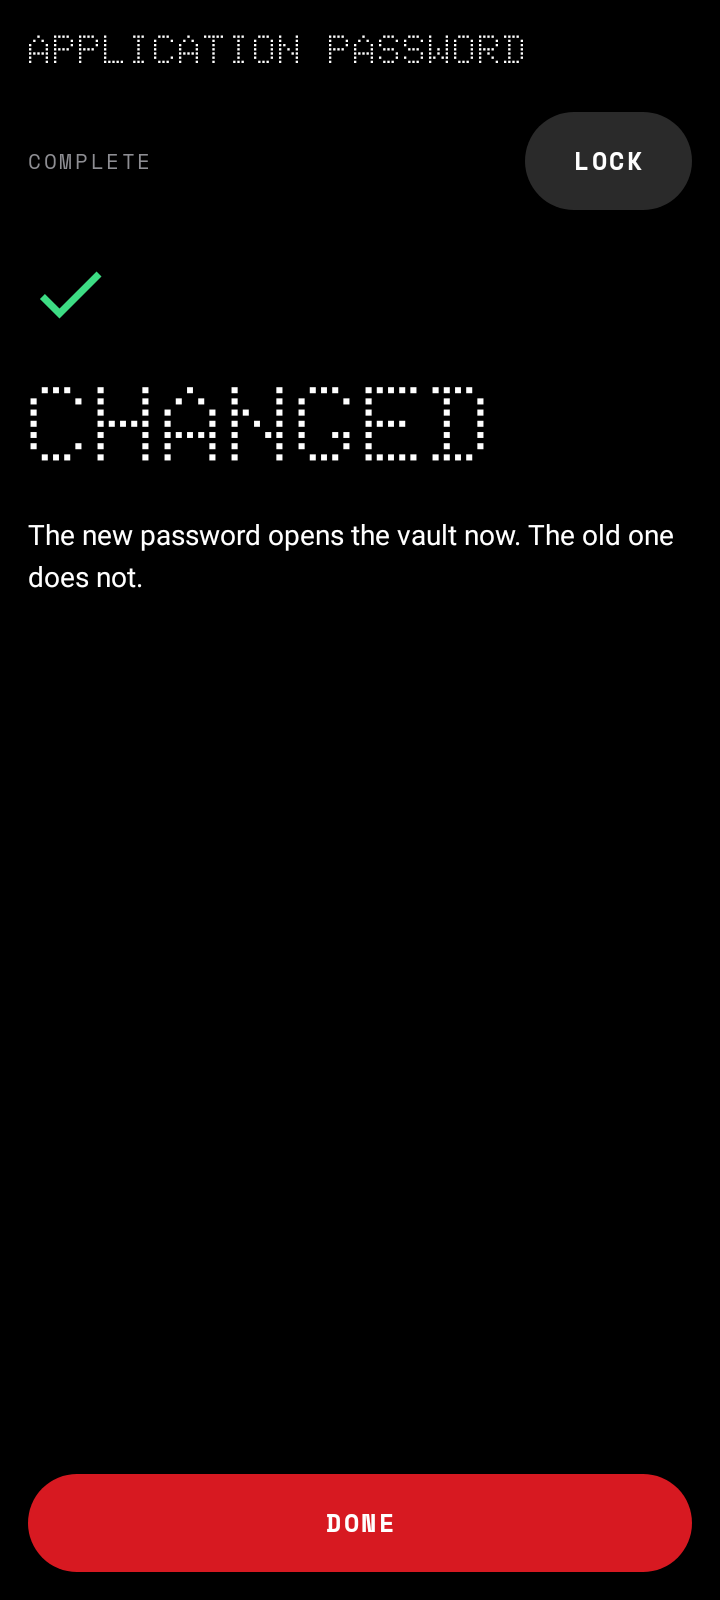 APPLICATION PASSWORD
COMPLETE
LOCK
CHANGED
The new password opens the vault now. The old one
does not.
DONE